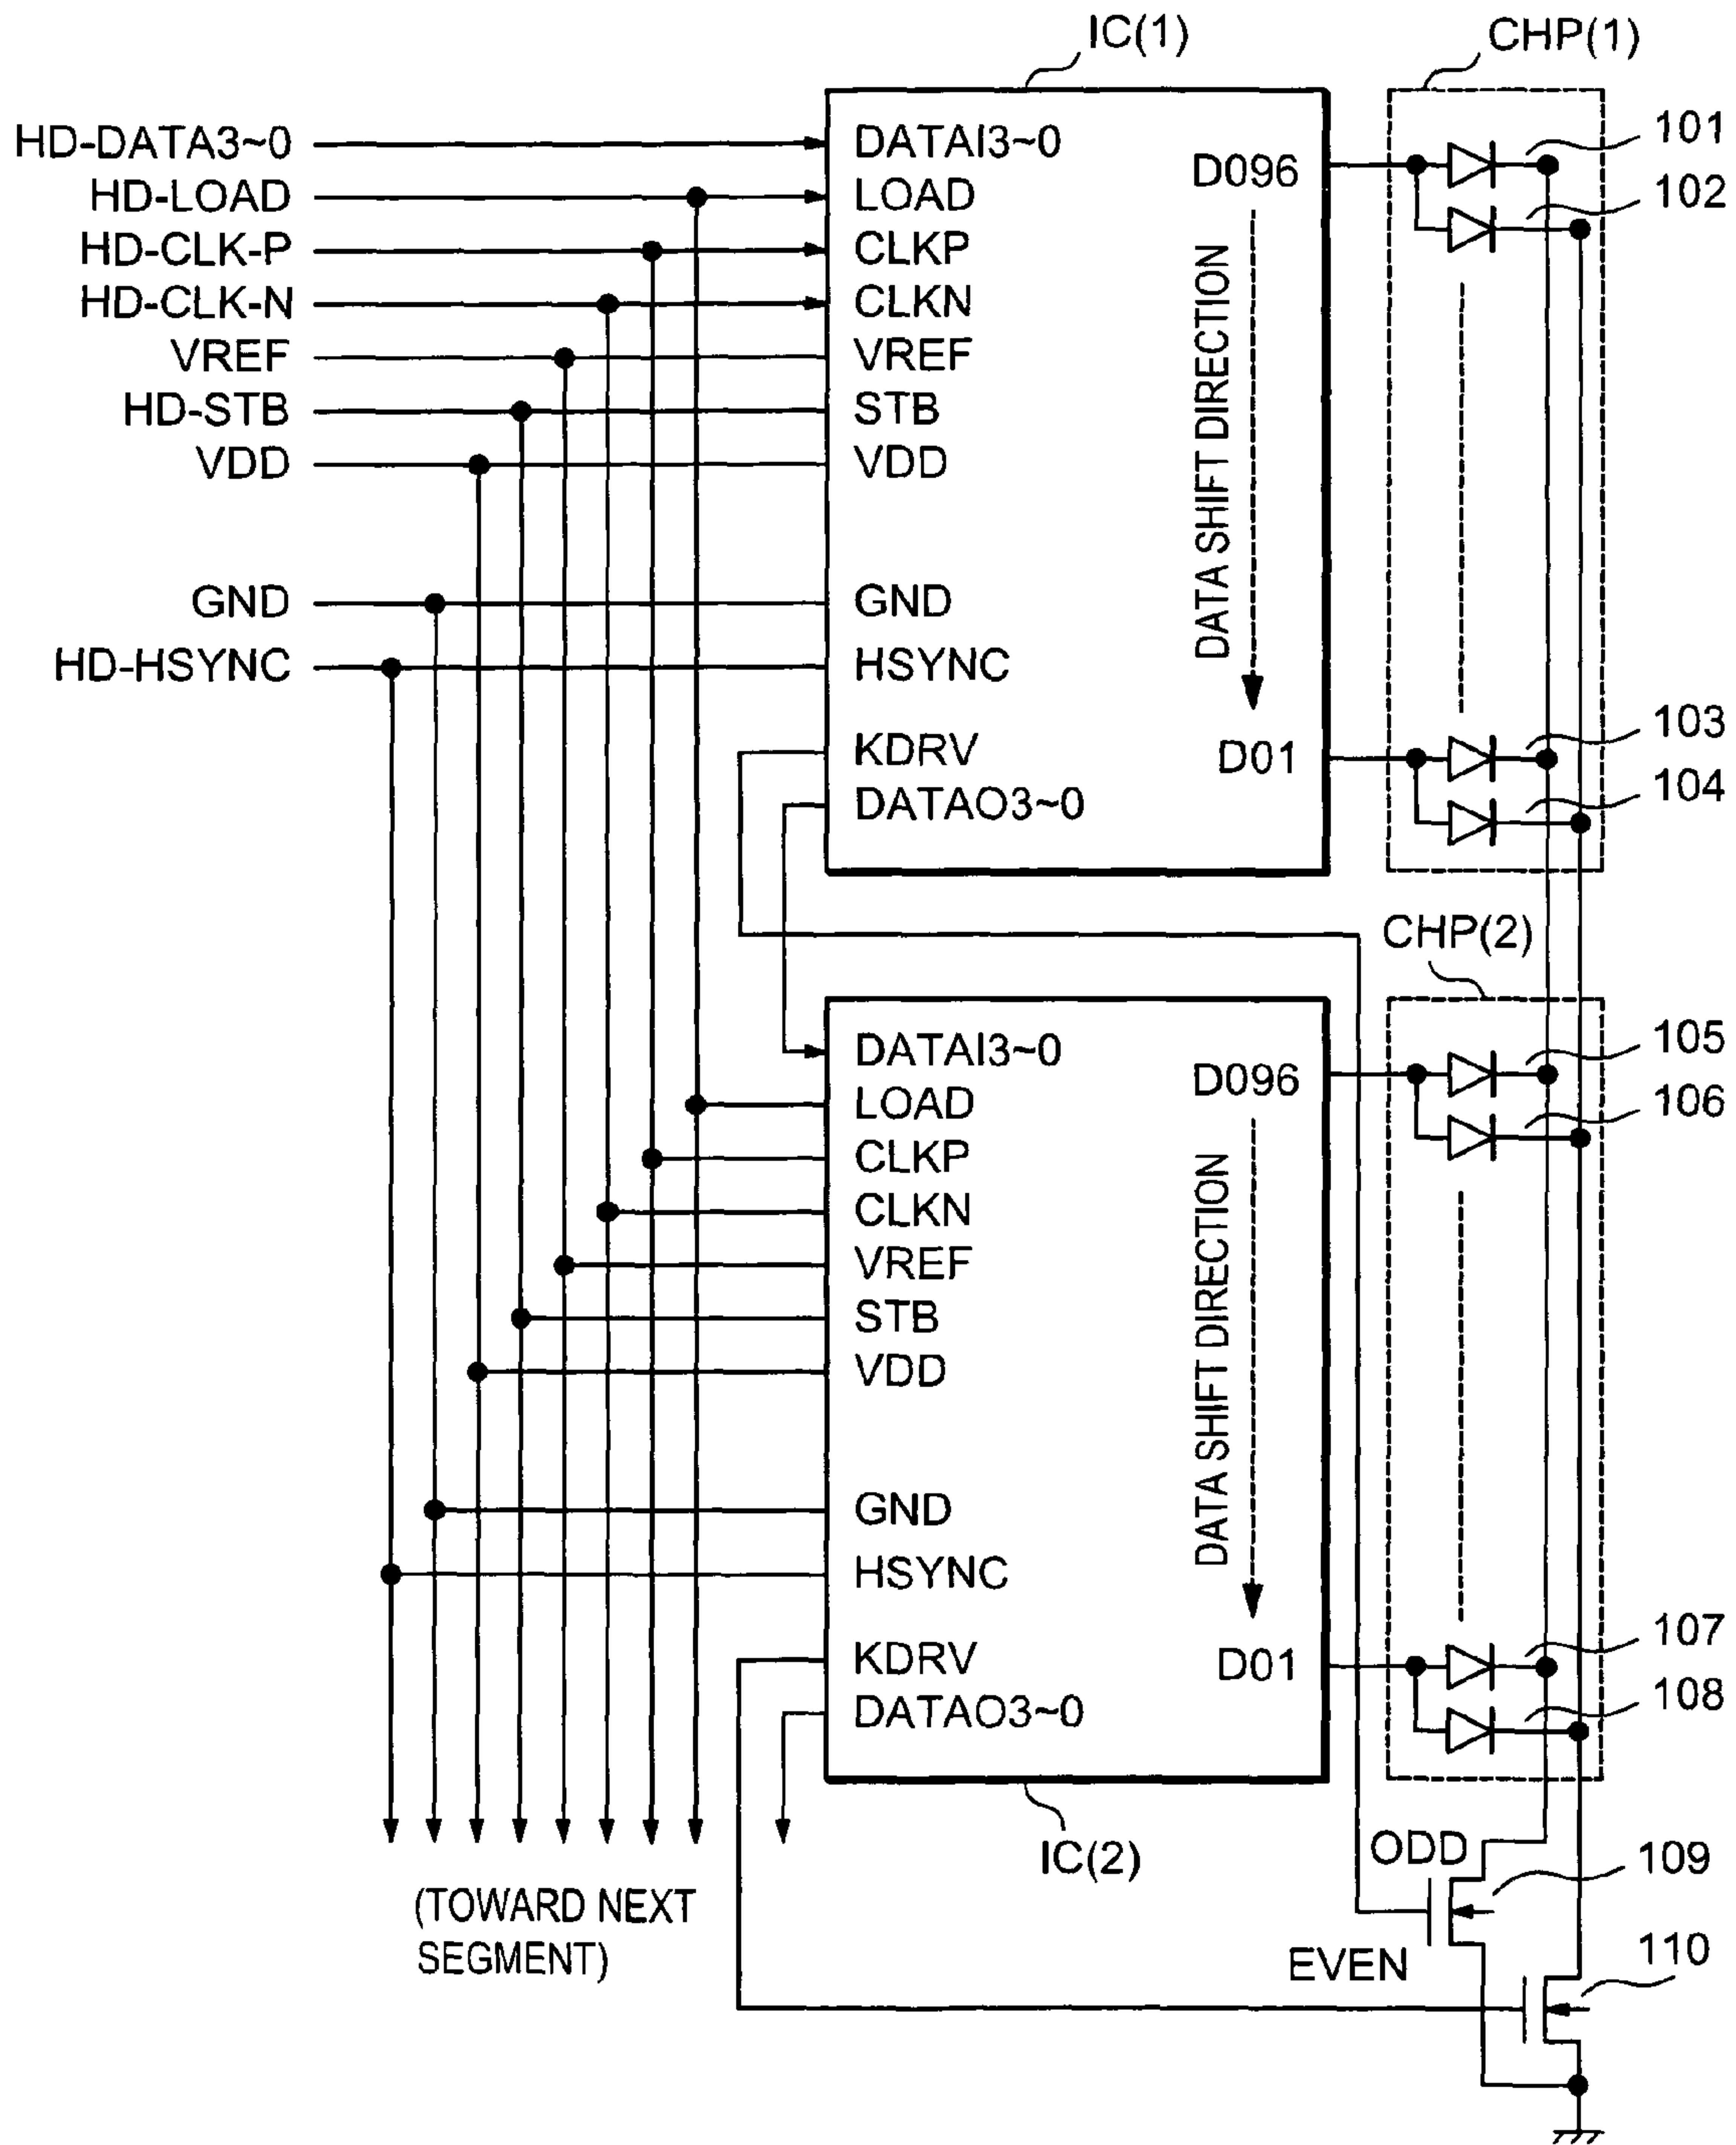 IC(1)
CHP(1)
HD-DATA3~0
HD-LOAD
HD-CLK-P
HD-CLK-N
VREF
HD-STB
VDD
GND
HD-HSYNC
DATAI3~0
LOAD
CLKP
CLKN
VREF
STB
VDD
GND
HSYNC
KDRV
DATAO3~0
D096
DATA SHIFT DIRECTION
D01
101
102
103
104
CHP(2)
DATAI3~0
LOAD
CLKP
CLKN
VREF
STB
VDD
GND
HSYNC
KDRV
DATAO3~0
D096
DATA SHIFT DIRECTION
D01
105
106
107
108
IC(2)
(TOWARD NEXT
SEGMENT)
ODD
109
EVEN
110